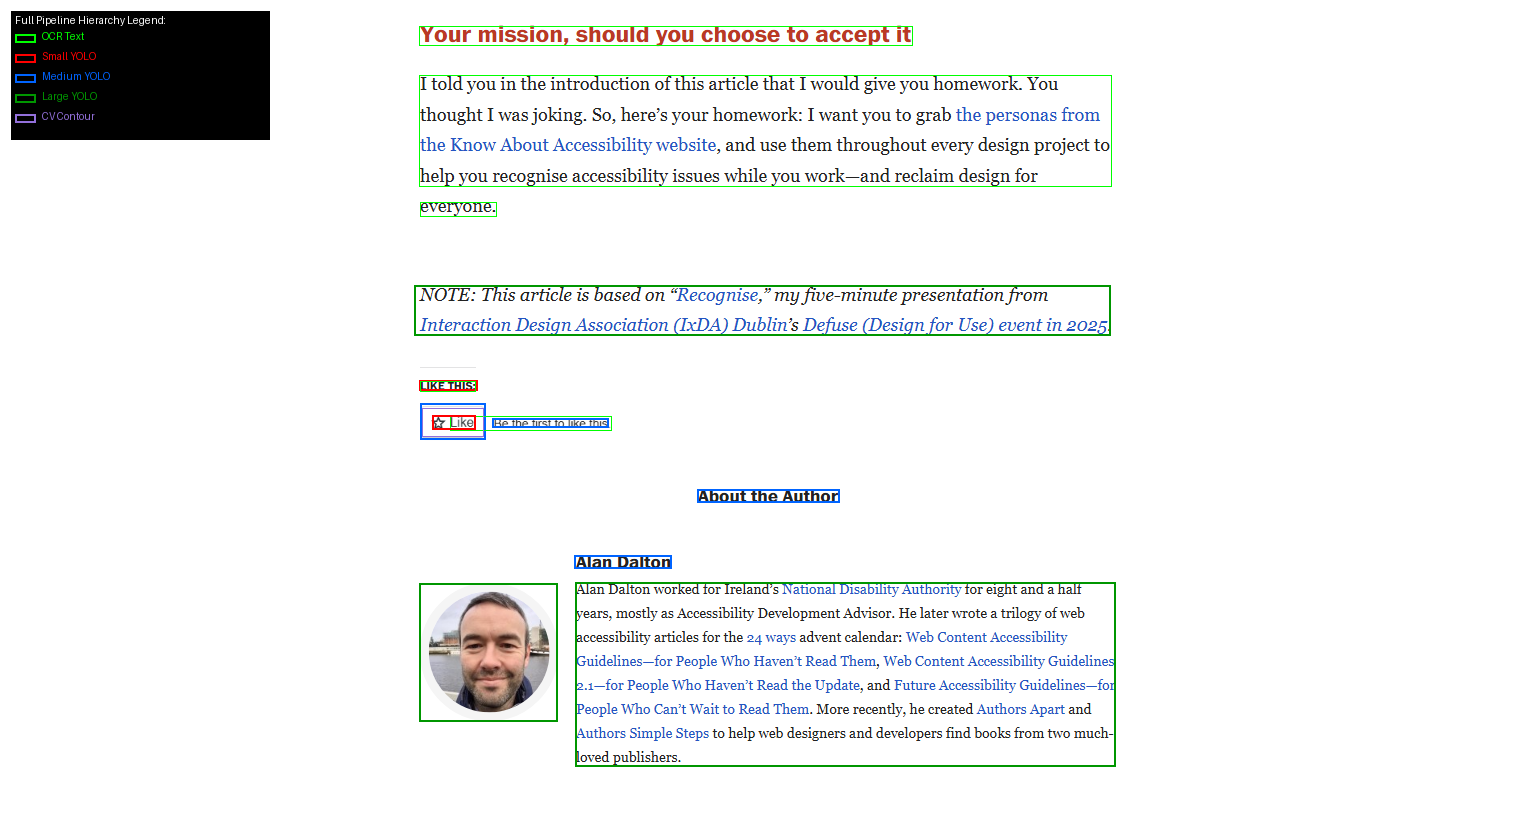 Full Pipeline Hierarchy Legend:
OCR Text
Small YOLO
Medium YOLO
Large YOLO
CV Contour
Your mission, should you choose to accept it
I told you in the introduction of this article that I would give you homework. You
thought I was joking. So, here’s your homework: I want you to grab the personas from
the Know About Accessibility website, and use them throughout every design project to
help you recognise accessibility issues while you work—and reclaim design for
everyone.
NOTE: This article is based on “Recognise,” my five-minute presentation from
Interaction Design Association (IxDA) Dublin’s Defuse (Design for Use) event in 2025.
LIKE THIS:
Like
Be the first to like this.
About the Author
Alan Dalton
Alan Dalton worked for Ireland’s National Disability Authority for eight and a half
years, mostly as Accessibility Development Advisor. He later wrote a trilogy of web
accessibility articles for the 24 ways advent calendar: Web Content Accessibility
Guidelines—for People Who Haven’t Read Them, Web Content Accessibility Guidelines
2.1—for People Who Haven’t Read the Update, and Future Accessibility Guidelines—for
People Who Can’t Wait to Read Them. More recently, he created Authors Apart and
Authors Simple Steps to help web designers and developers find books from two much-
loved publishers.